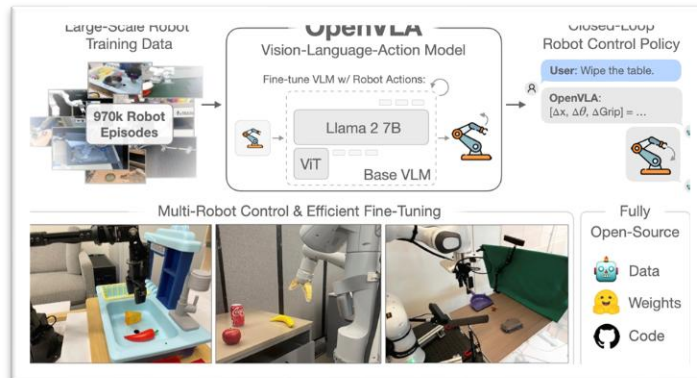 Large-Scale Robot
Training Data
970k Robot
Episodes
OpenVLA
Vision-Language-Action Model
Fine-tune VLM w/ Robot Actions:
Llama 2 7B
ViT
Base VLM
Closed-Loop
Robot Control Policy
User: Wipe the table.
OpenVLA:
[Δx, Δθ, ΔGrip] = ...
Multi-Robot Control & Efficient Fine-Tuning
Fully
Open-Source
Data
Weights
Code